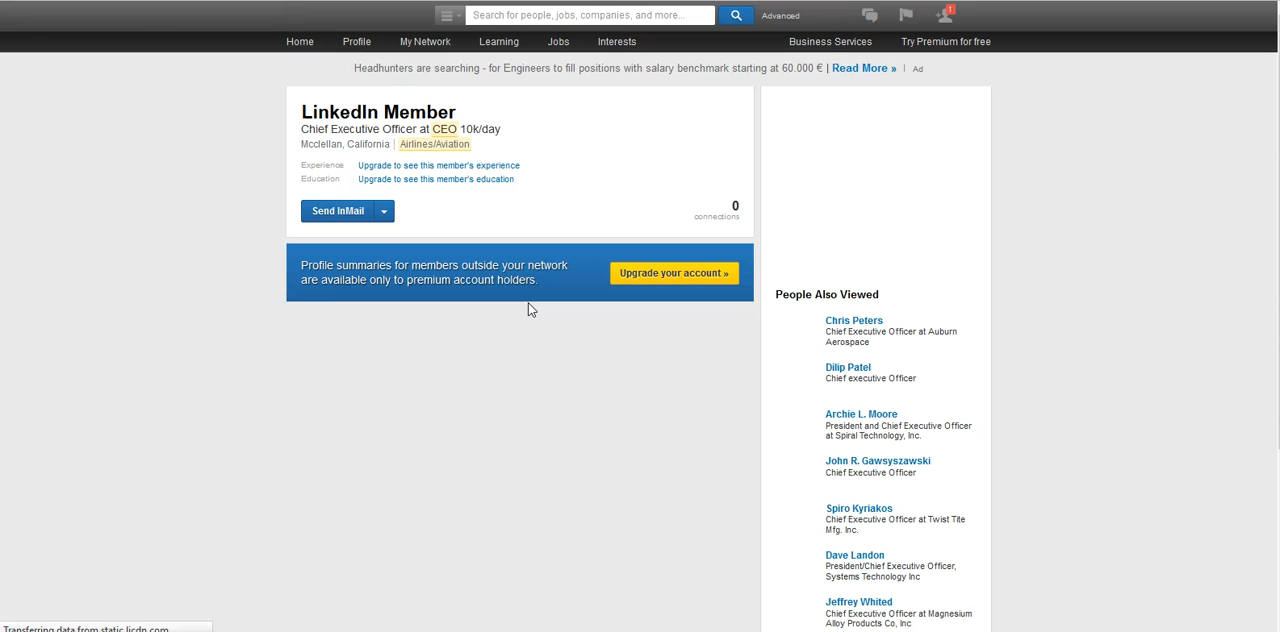 Search for people, jobs, companies, and more...
Advanced
1
Home Profile My Network Learning Jobs Interests Business Services Try Premium for free
Headhunters are searching - for Engineers to fill positions with salary benchmark starting at 60.000 € | Read More » | Ad
LinkedIn Member
Chief Executive Officer at CEO 10k/day
Mcclellan, California | Airlines/Aviation
Experience Upgrade to see this member's experience
Education Upgrade to see this member's education
Send InMail
0
connections
Profile summaries for members outside your network
are available only to premium account holders.
Upgrade your account »
People Also Viewed
Chris Peters
Chief Executive Officer at Auburn
Aerospace
Dilip Patel
Chief executive Officer
Archie L. Moore
President and Chief Executive Officer
at Spiral Technology, Inc.
John R. Gawsyszawski
Chief Executive Officer
Spiro Kyriakos
Chief Executive Officer at Twist Tite
Mfg. Inc.
Dave Landon
President/Chief Executive Officer,
Systems Technology Inc
Jeffrey Whited
Chief Executive Officer at Magnesium
Alloy Products Co, Inc
Transferring data from static.licdn.com